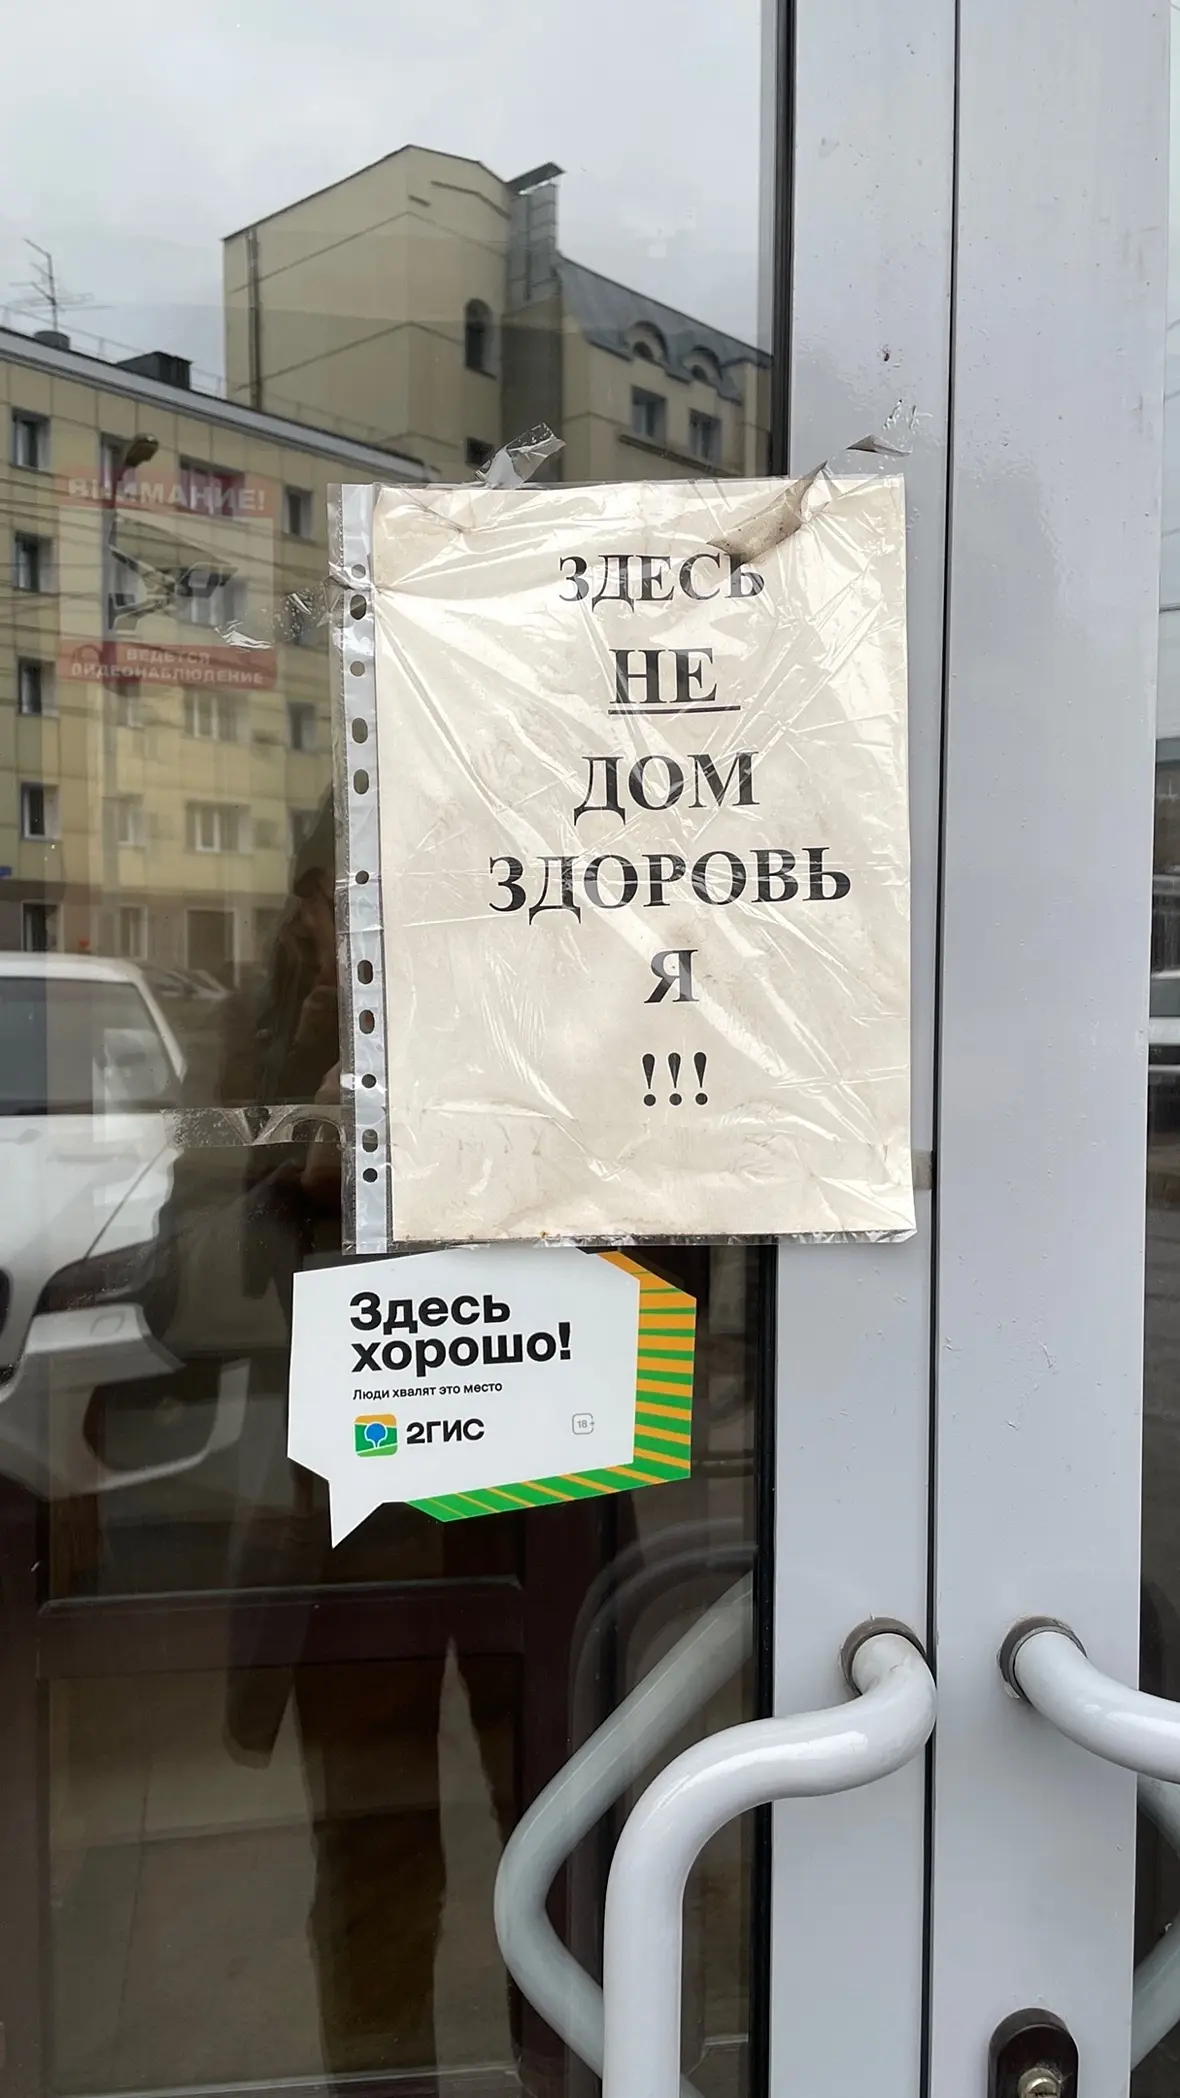 ВНИМАНИЕ!
ВЕДЕТСЯ
ВИДЕОНАБЛЮДЕНИЕ
ЗДЕСЬ
НЕ
ДОМ
ЗДОРОВЬ
Я
!!!
Здесь
хорошо!
Люди хвалят это место
2ГИС
18+